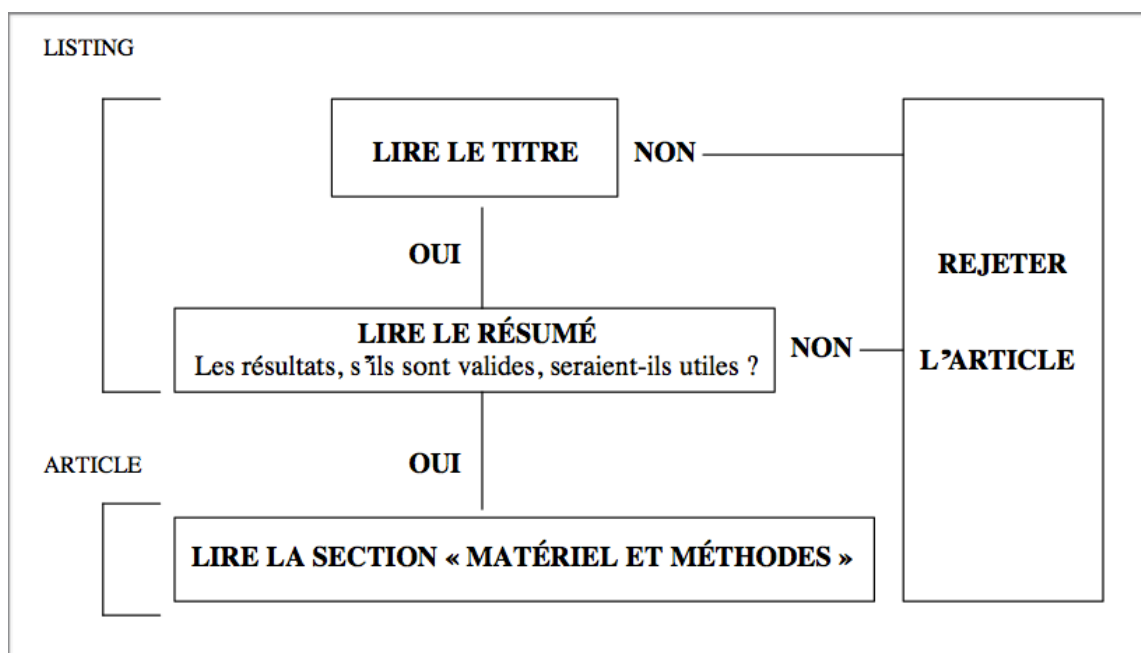 LISTING
LIRE LE TITRE
NON
OUI
REJETER
LIRE LE RÉSUMÉ
Les résultats, s’ils sont valides, seraient-ils utiles ?
NON
L’ARTICLE
ARTICLE
OUI
LIRE LA SECTION « MATÉRIEL ET MÉTHODES »